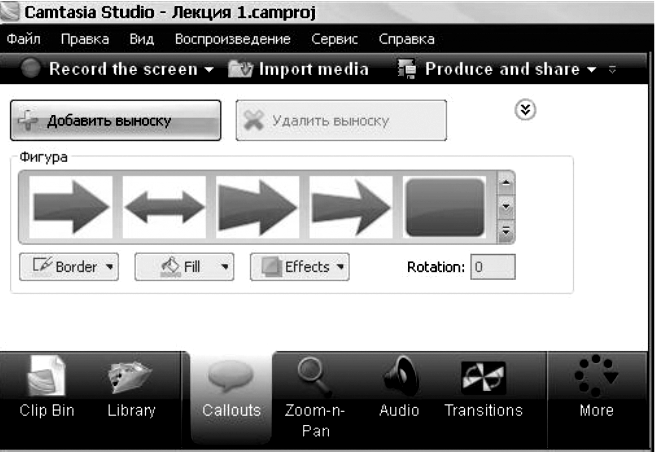 Camtasia Studio - Лекция 1.camproj
Файл Правка Вид Воспроизведение Сервис Справка
Record the screen Import media Produce and share
Добавить выноску Удалить выноску
Фигура
Border Fill Effects Rotation: 0
Clip Bin Library Callouts Zoom-n- Audio Transitions More
Pan